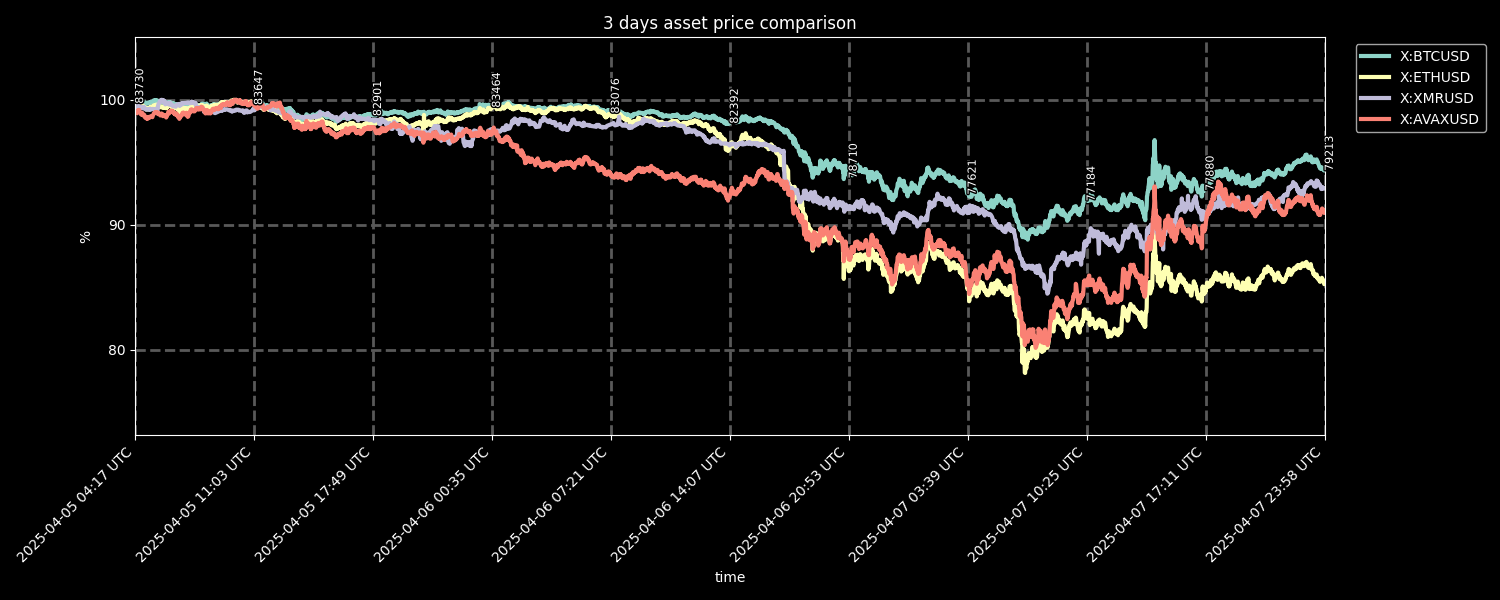 3 days asset price comparison
X:BTCUSD
X:ETHUSD
X:XMRUSD
X:AVAXUSD
100
90
80
%
83730
83647
82901
83464
83076
82392
78710
77621
77184
77880
79213
2025-04-05 04:17 UTC
2025-04-05 11:03 UTC
2025-04-05 17:49 UTC
2025-04-06 00:35 UTC
2025-04-06 07:21 UTC
2025-04-06 14:07 UTC
2025-04-06 20:53 UTC
2025-04-07 03:39 UTC
2025-04-07 10:25 UTC
2025-04-07 17:11 UTC
2025-04-07 23:58 UTC
time